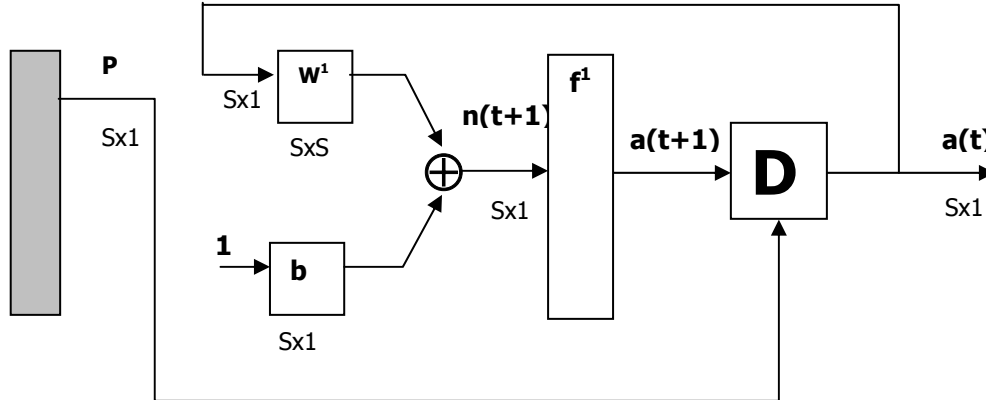 P
Sx1
Sx1
W¹
SxS
1
b
Sx1
n(t+1)
Sx1
f¹
a(t+1)
D
a(t)
Sx1